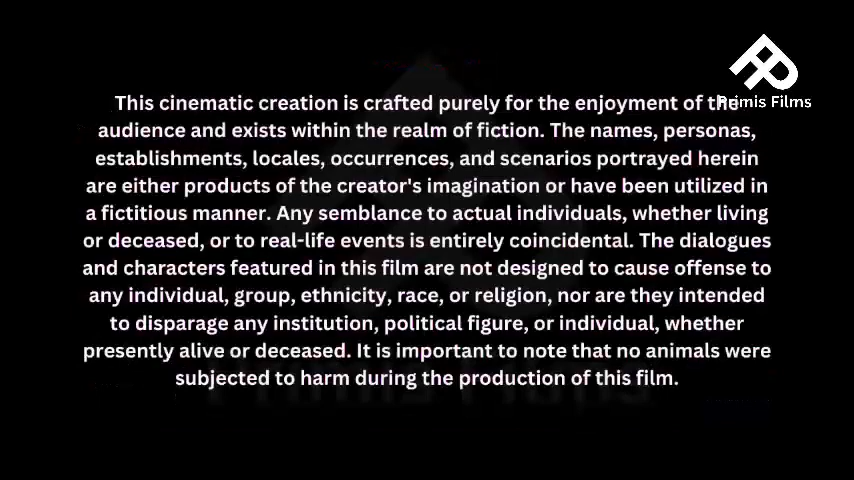 This cinematic creation is crafted purely for the enjoyment of the
audience and exists within the realm of fiction. The names, personas,
establishments, locales, occurrences, and scenarios portrayed herein
are either products of the creator's imagination or have been utilized in
a fictitious manner. Any semblance to actual individuals, whether living
or deceased, or to real-life events is entirely coincidental. The dialogues
and characters featured in this film are not designed to cause offense to
any individual, group, ethnicity, race, or religion, nor are they intended
to disparage any institution, political figure, or individual, whether
presently alive or deceased. It is important to note that no animals were
subjected to harm during the production of this film.
Primis Films